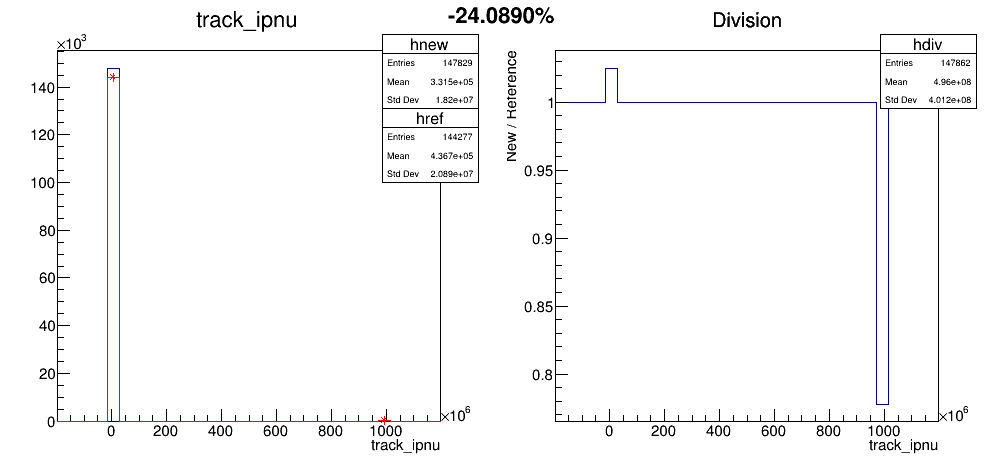 track_ipnu
-24.0890%
Division
×10³
hnew
Entries 147829
Mean 3.315e+05
Std Dev 1.82e+07
href
Entries 144277
Mean 4.367e+05
Std Dev 2.089e+07
140
120
100
80
60
40
20
0
0 200 400 600 800 1000
×10⁶
track_ipnu
New / Reference
hdiv
Entries 147862
Mean 4.96e+08
Std Dev 4.012e+08
1
0.95
0.9
0.85
0.8
0 200 400 600 800 1000
×10⁶
track_ipnu